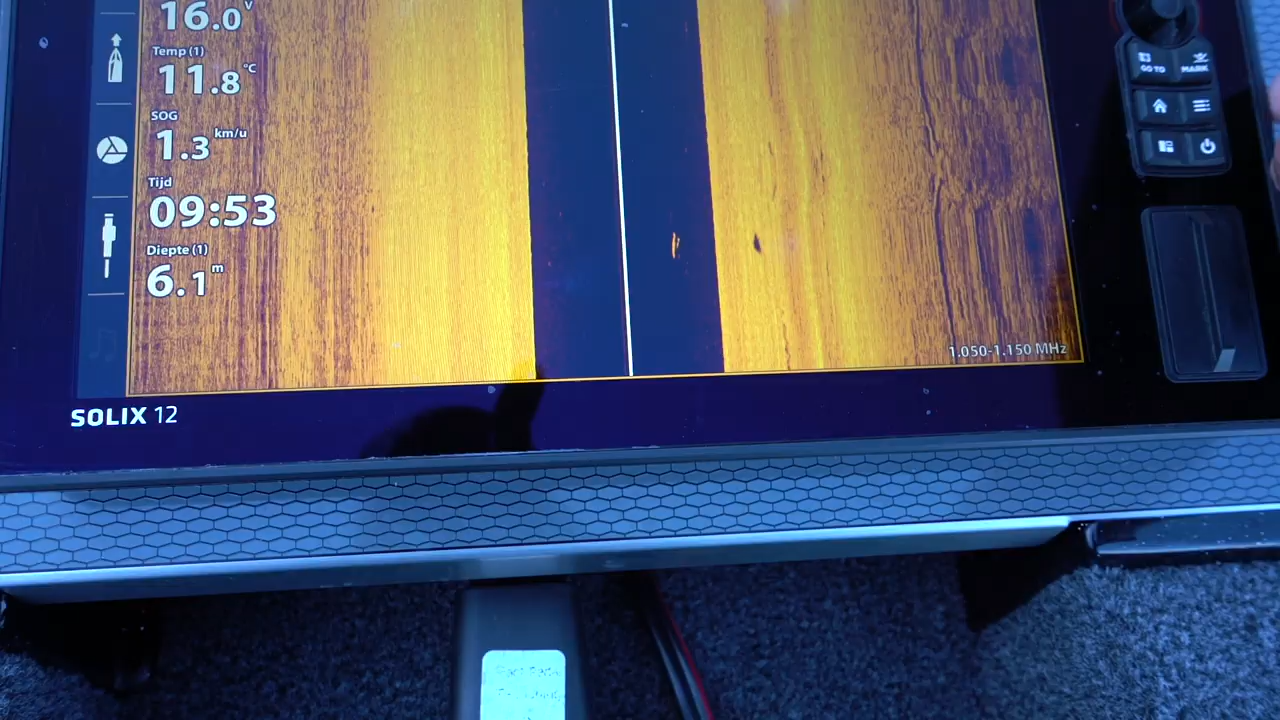 16.0 V
Temp (1)
11.8 °C
SOG
1.3 km/u
Tijd
09:53
Diepte (1)
6.1 m
1.050-1.150 MHz
GO TO
MARK
SOLIX 12